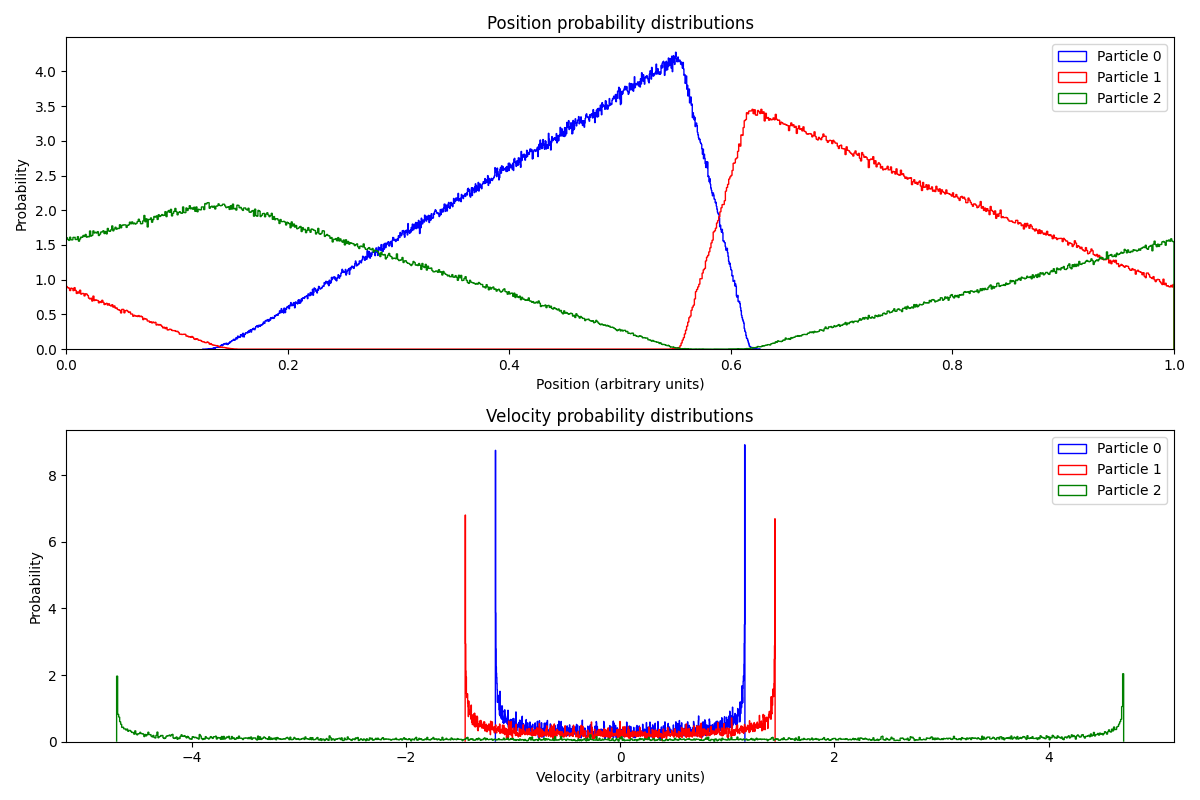 Position probability distributions
Probability
4.0
3.5
3.0
2.5
2.0
1.5
1.0
0.5
0.0
Particle 0
Particle 1
Particle 2
0.0 0.2 0.4 0.6 0.8 1.0
Position (arbitrary units)
Velocity probability distributions
Probability
8
6
4
2
0
Particle 0
Particle 1
Particle 2
−4 −2 0 2 4
Velocity (arbitrary units)